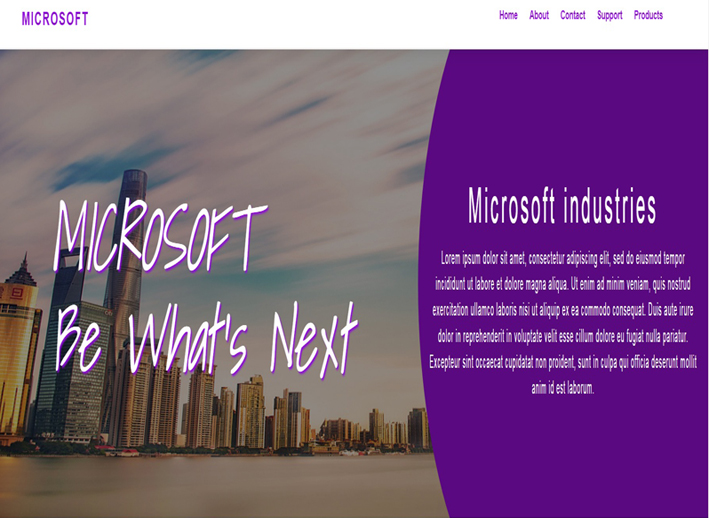 MICROSOFT
Home About Contact Support Products
MICROSOFT
Be What's Next
Microsoft industries
Lorem ipsum dolor sit amet, consectetur adipiscing elit, sed do eiusmod tempor
incididunt ut labore et dolore magna aliqua. Ut enim ad minim veniam, quis nostrud
exercitation ullamco laboris nisi ut aliquip ex ea commodo consequat. Duis aute irure
dolor in reprehenderit in voluptate velit esse cillum dolore eu fugiat nulla pariatur.
Excepteur sint occaecat cupidatat non proident, sunt in culpa qui officia deserunt mollit
anim id est laborum.